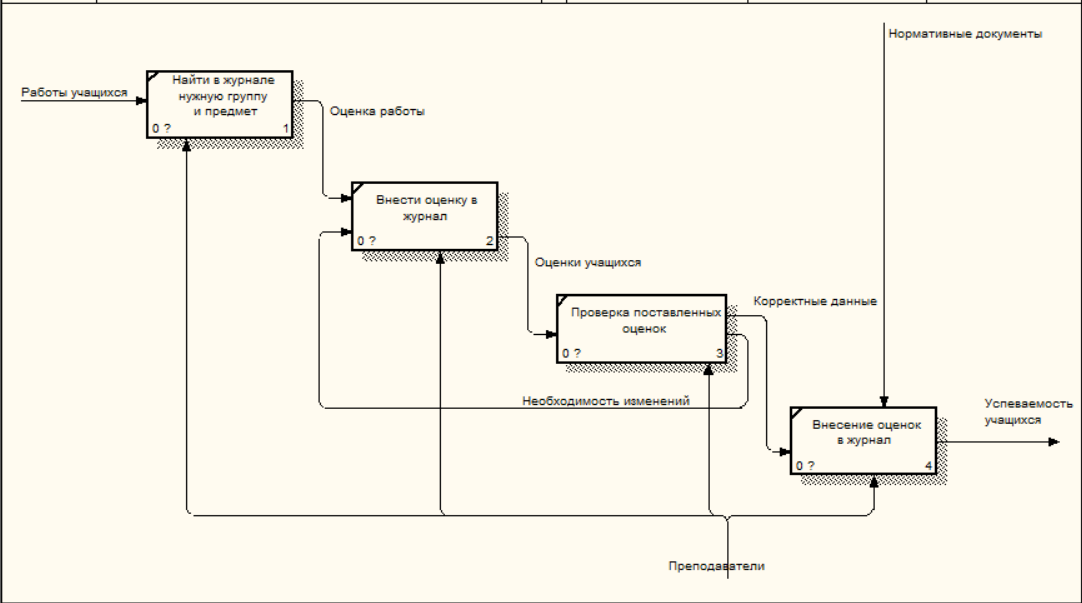 Нормативные документы
Работы учащихся
Найти в журнале
нужную группу
и предмет
0 ?
1
Оценка работы
Внести оценку в
журнал
0 ?
2
Оценки учащихся
Проверка поставленных
оценок
0 ?
3
Корректные данные
Необходимость изменений
Внесение оценок
в журнал
0 ?
4
Успеваемость
учащихся
Преподаватели